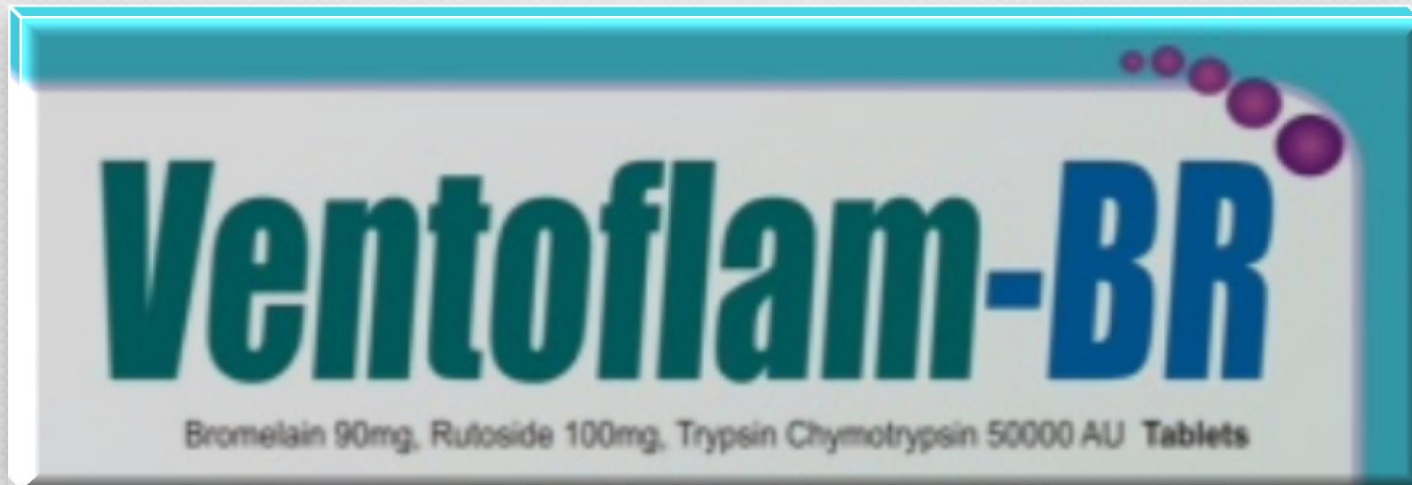 Ventoflam-BR
Bromelain 90mg, Rutoside 100mg, Trypsin Chymotrypsin 50000 AU Tablets